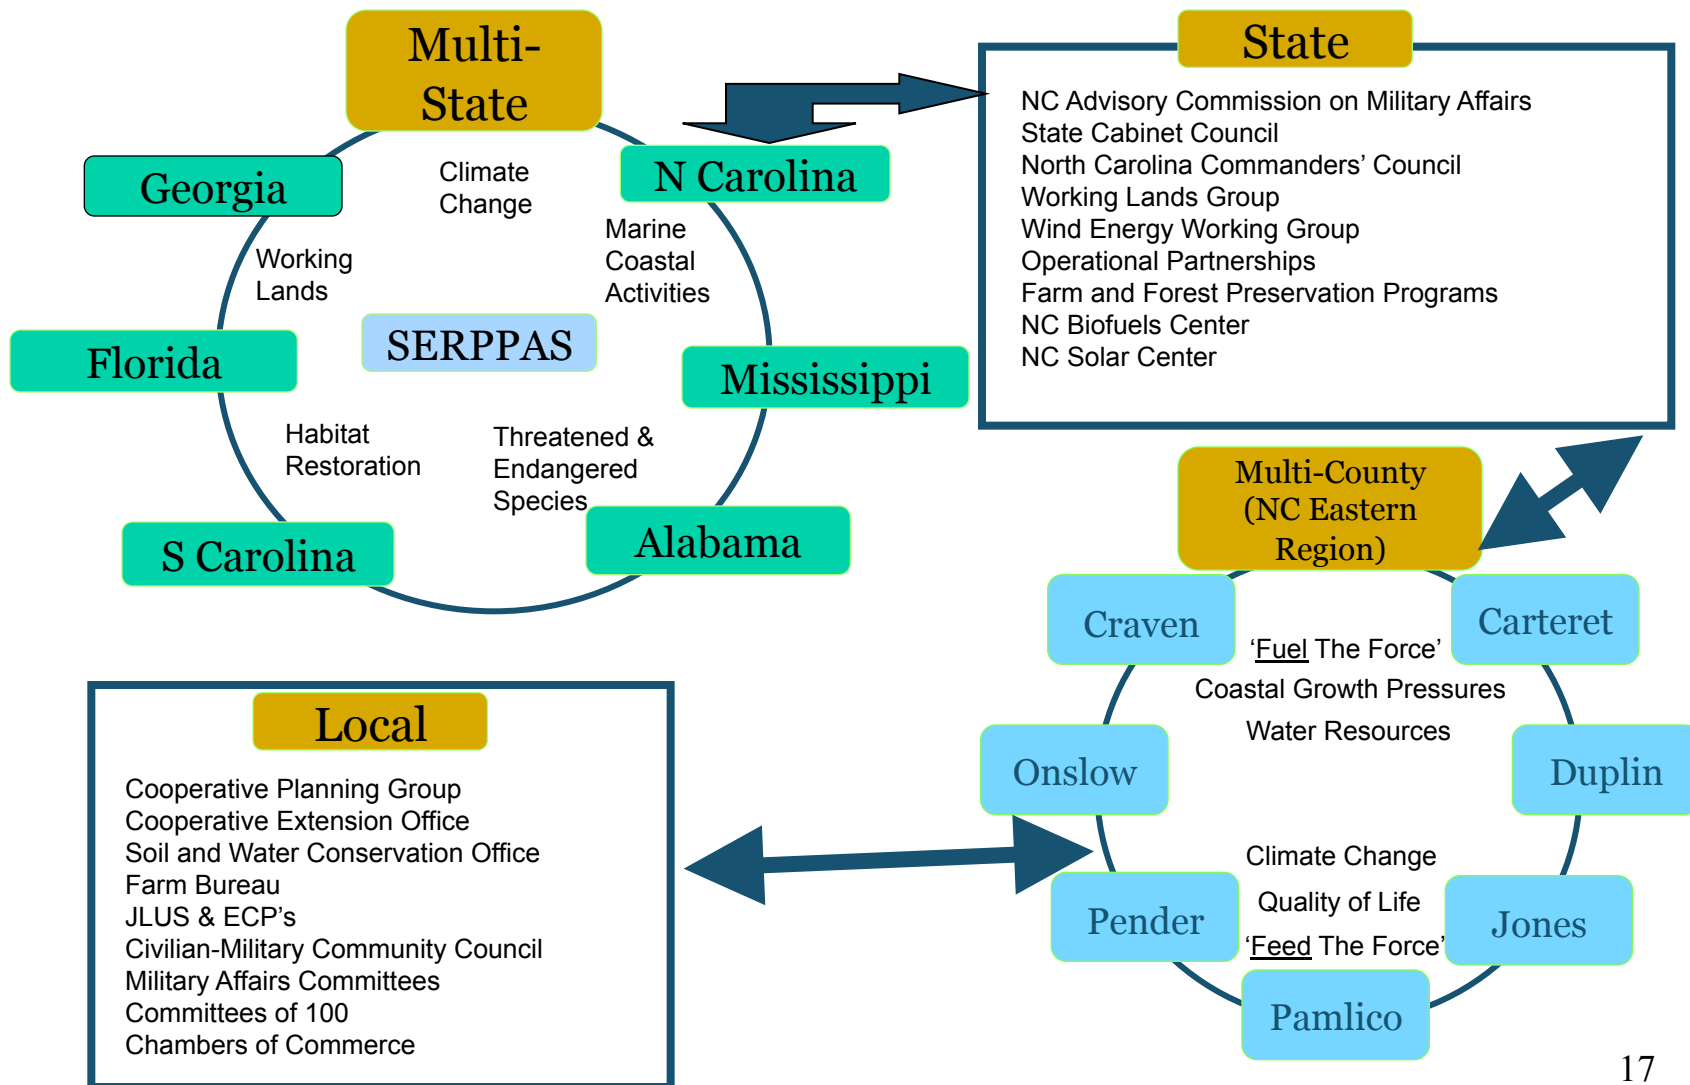 Multi-
State
Georgia
Climate
Change
N Carolina
Working
Lands
Marine
Coastal
Activities
Florida
SERPPAS
Mississippi
Habitat
Restoration
Threatened &
Endangered
Species
S Carolina
Alabama
State
NC Advisory Commission on Military Affairs
State Cabinet Council
North Carolina Commanders’ Council
Working Lands Group
Wind Energy Working Group
Operational Partnerships
Farm and Forest Preservation Programs
NC Biofuels Center
NC Solar Center
Multi-County
(NC Eastern
Region)
Craven
Carteret
‘Fuel The Force’
Coastal Growth Pressures
Water Resources
Onslow
Duplin
Climate Change
Quality of Life
‘Feed The Force’
Pender
Jones
Pamlico
Local
Cooperative Planning Group
Cooperative Extension Office
Soil and Water Conservation Office
Farm Bureau
JLUS & ECP’s
Civilian-Military Community Council
Military Affairs Committees
Committees of 100
Chambers of Commerce
17